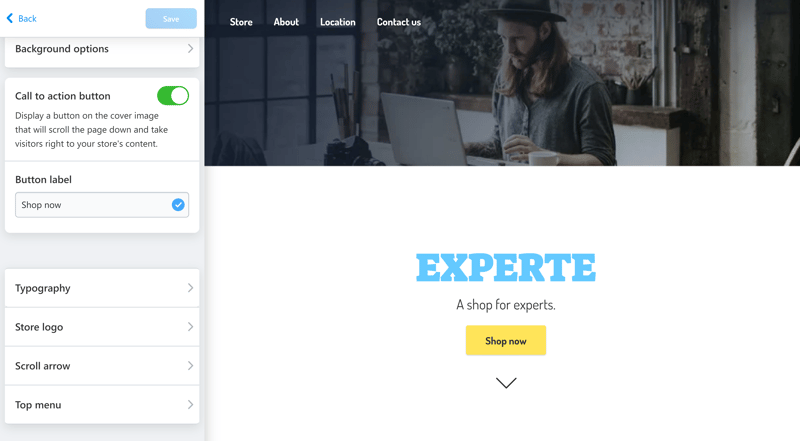 Back
Save
Background options
Call to action button
Display a button on the cover image
that will scroll the page down and take
visitors right to your store's content.
Button label
Shop now
Typography
Store logo
Scroll arrow
Top menu
Store About Location Contact us
EXPERTE
A shop for experts.
Shop now